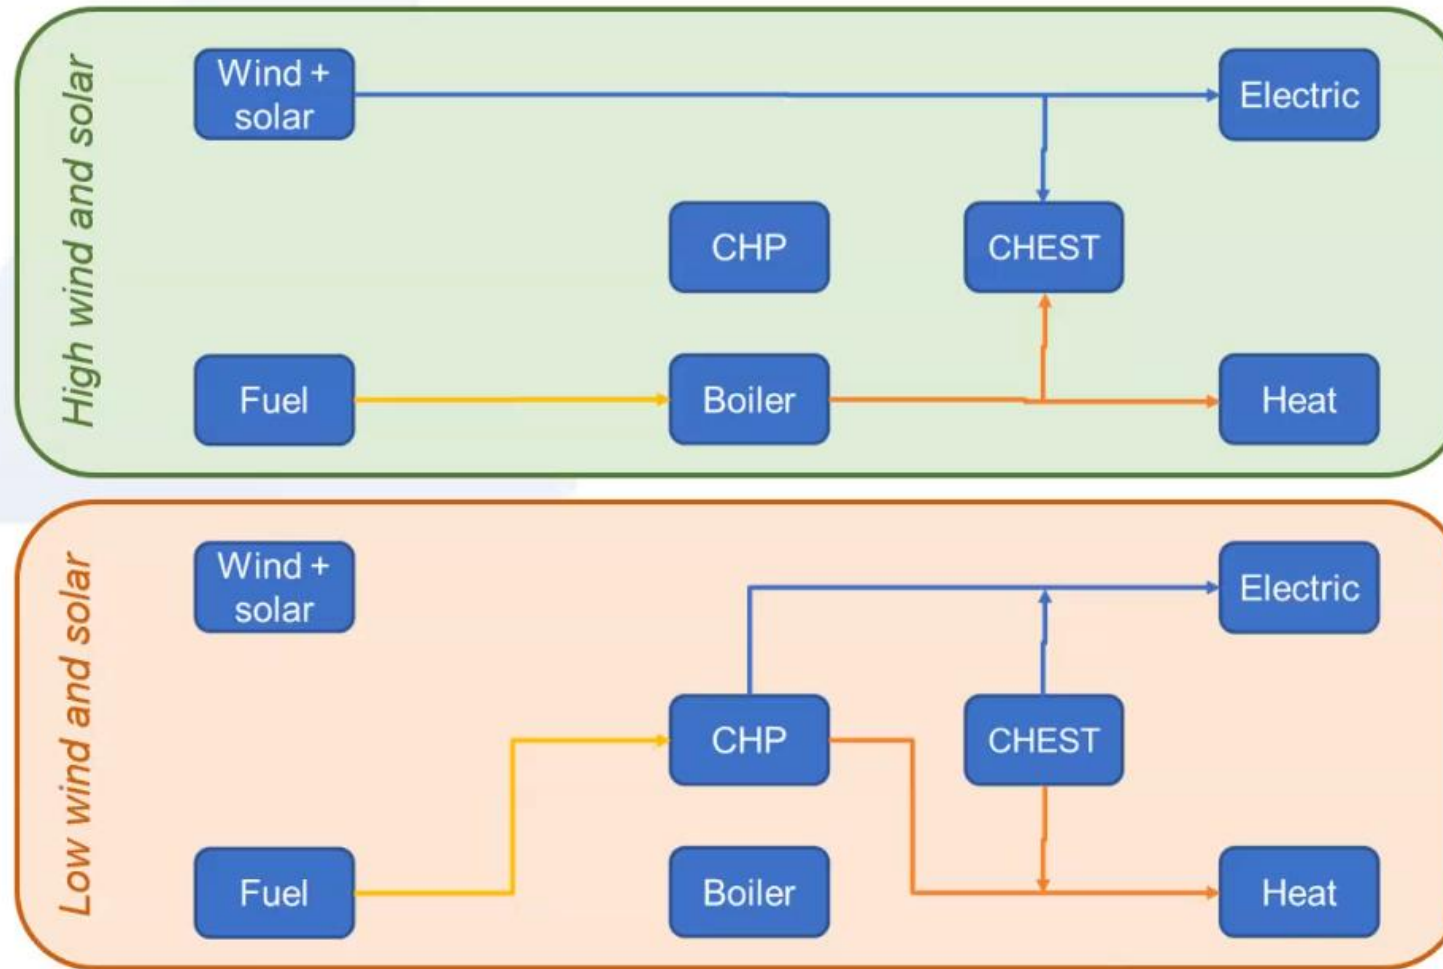 High wind and solar
Wind +
solar
Electric
CHP
CHEST
Fuel
Boiler
Heat
Low wind and solar
Wind +
solar
Electric
CHP
CHEST
Fuel
Boiler
Heat